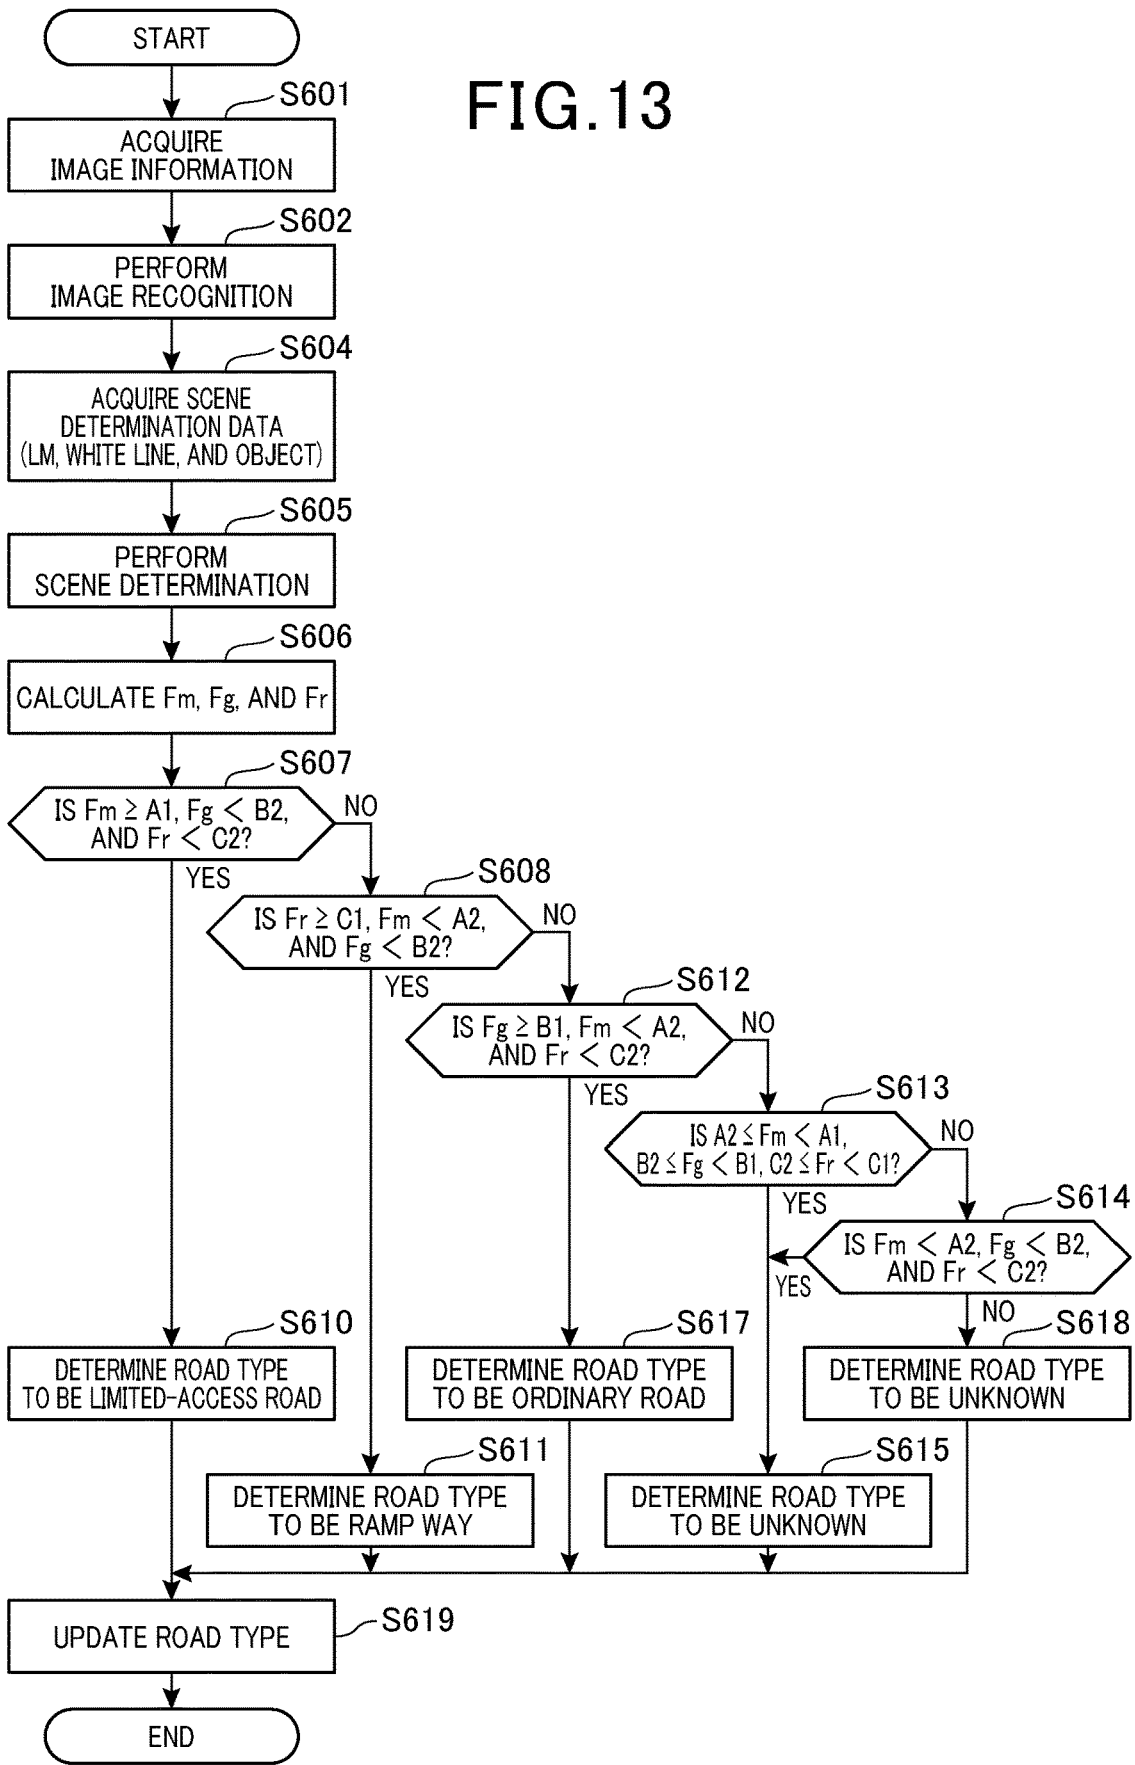 START
FIG.13
S601
ACQUIRE
IMAGE INFORMATION
S602
PERFORM
IMAGE RECOGNITION
S604
ACQUIRE SCENE
DETERMINATION DATA
(LM, WHITE LINE, AND OBJECT)
S605
PERFORM
SCENE DETERMINATION
S606
CALCULATE Fm, Fg, AND Fr
S607
IS Fm ≥ A1, Fg < B2,
AND Fr < C2?
NO
YES
S608
IS Fr ≥ C1, Fm < A2,
AND Fg < B2?
NO
YES
S612
IS Fg ≥ B1, Fm < A2,
AND Fr < C2?
NO
YES
S613
IS A2 ≤ Fm < A1,
B2 ≤ Fg < B1, C2 ≤ Fr < C1?
NO
YES
S614
IS Fm < A2, Fg < B2,
AND Fr < C2?
YES
NO
S610
DETERMINE ROAD TYPE
TO BE LIMITED-ACCESS ROAD
S617
DETERMINE ROAD TYPE
TO BE ORDINARY ROAD
S618
DETERMINE ROAD TYPE
TO BE UNKNOWN
S611
DETERMINE ROAD TYPE
TO BE RAMP WAY
S615
DETERMINE ROAD TYPE
TO BE UNKNOWN
UPDATE ROAD TYPE
S619
END